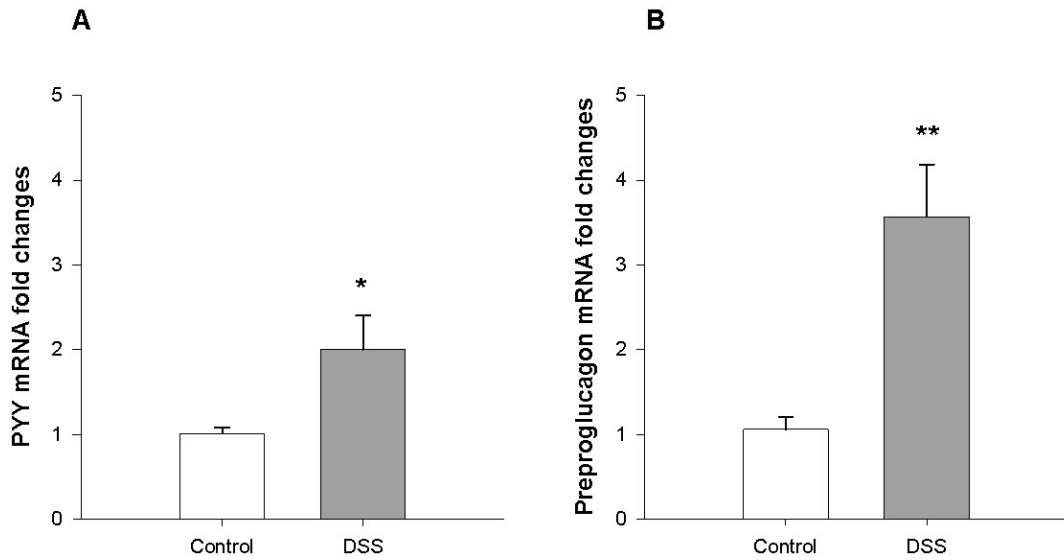 A
PYY mRNA fold changes
5
4
3
2
1
0
*
Control
DSS
B
Preproglucagon mRNA fold changes
5
4
3
2
1
0
**
Control
DSS